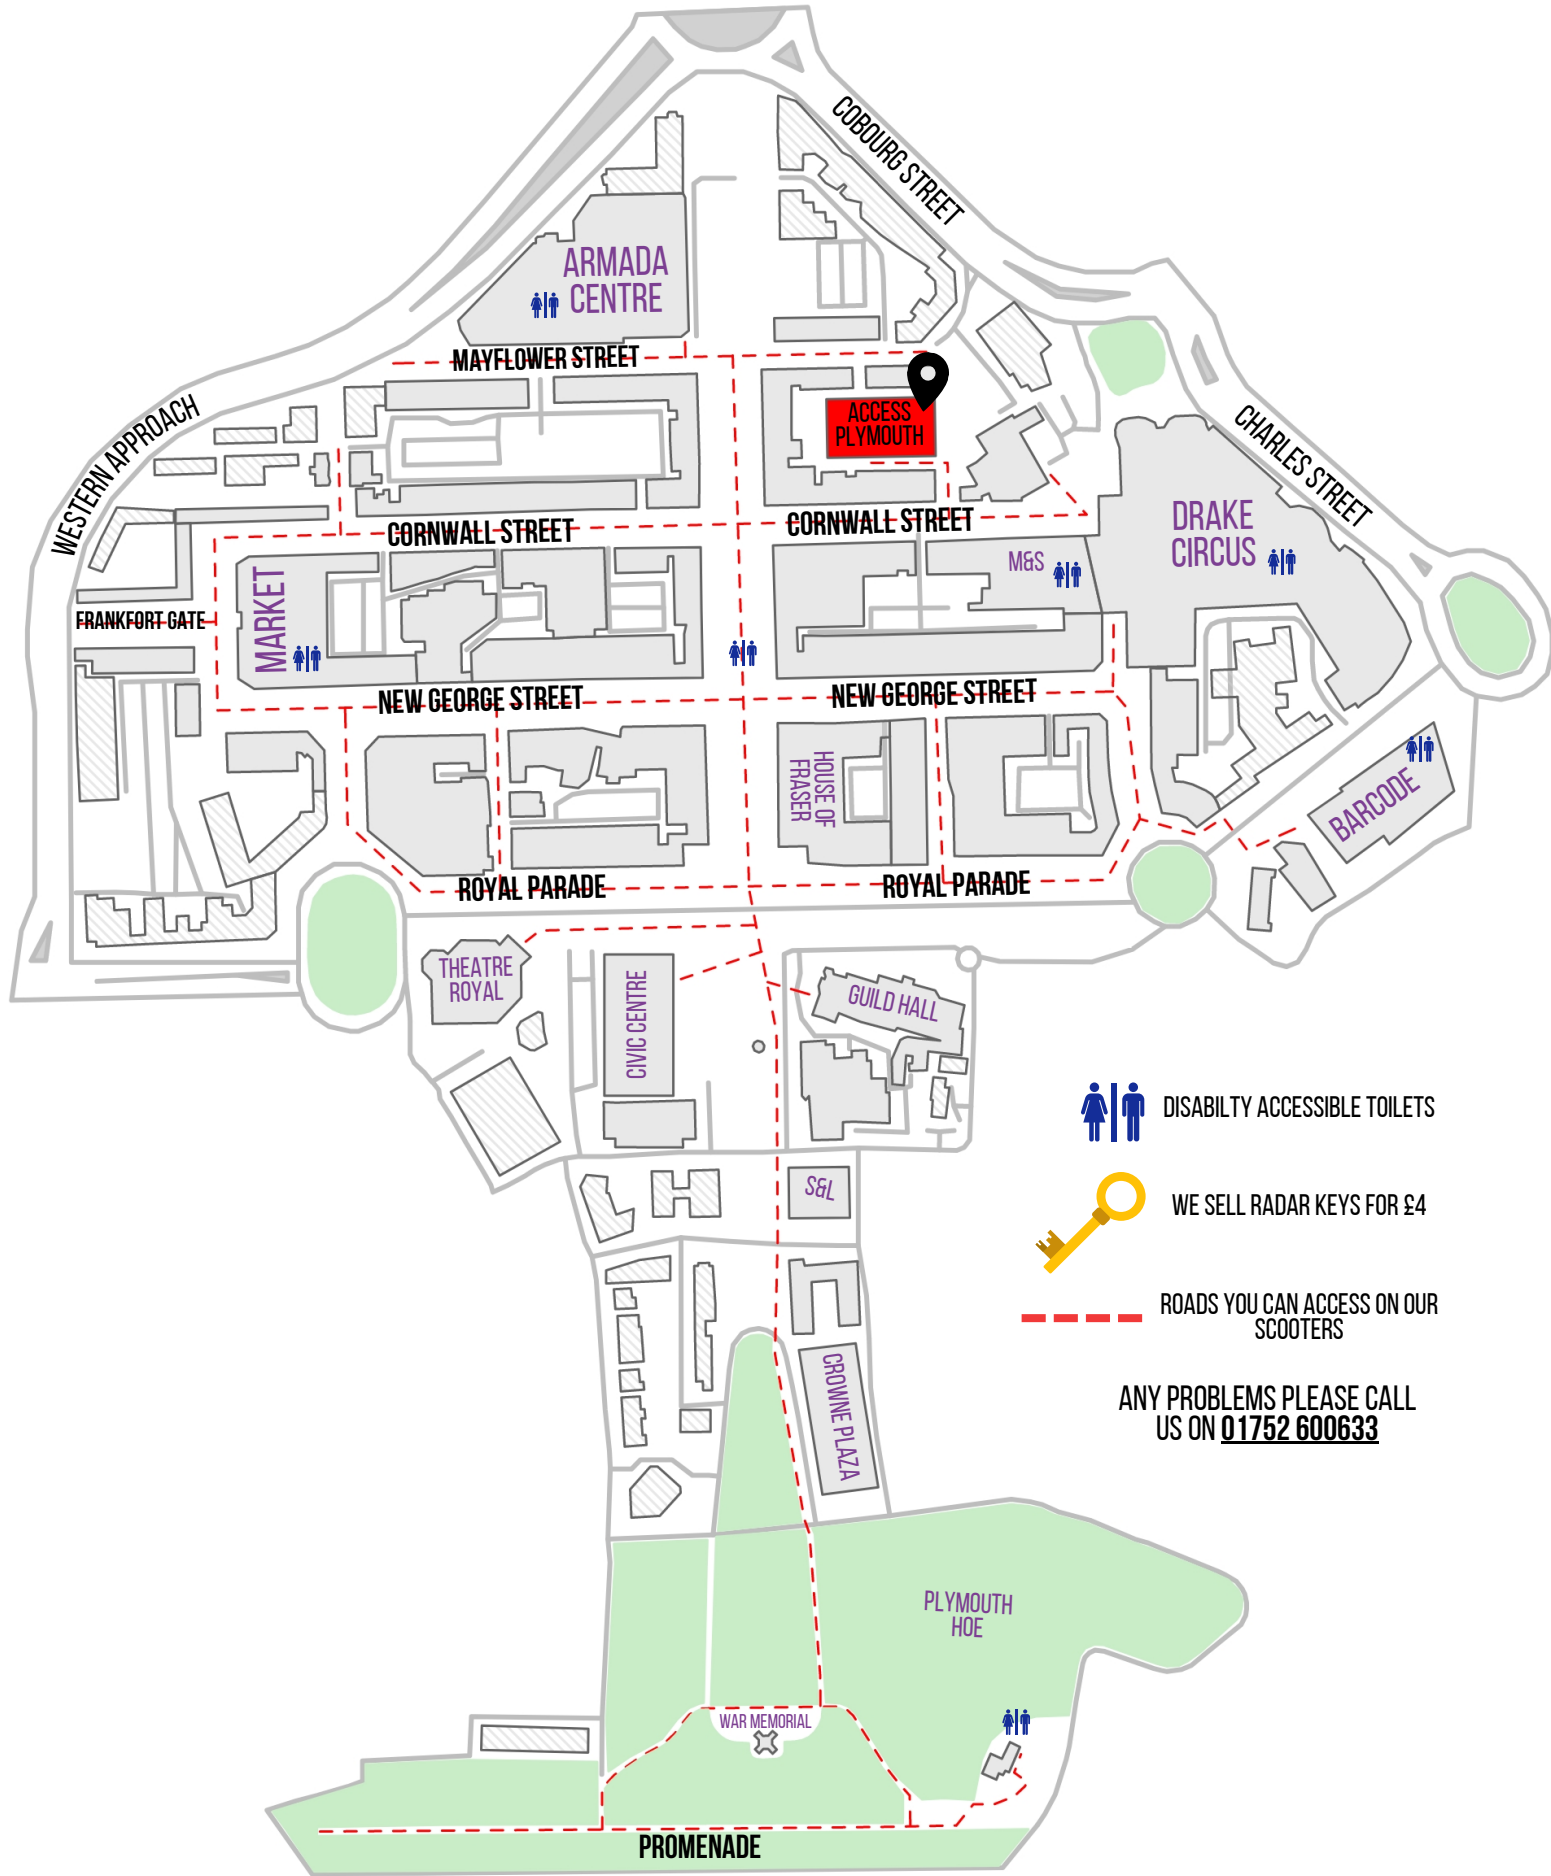 COBOURG STREET
ARMADA
CENTRE
MAYFLOWER STREET
WESTERN APPROACH
ACCESS
PLYMOUTH
CHARLES STREET
CORNWALL STREET
CORNWALL STREET
DRAKE
CIRCUS
M&S
MARKET
FRANKFORT GATE
NEW GEORGE STREET
NEW GEORGE STREET
HOUSE OF
FRASER
BARCODE
ROYAL PARADE
ROYAL PARADE
THEATRE
ROYAL
CIVIC CENTRE
GUILD HALL
DISABILTY ACCESSIBLE TOILETS
S&L
WE SELL RADAR KEYS FOR £4
ROADS YOU CAN ACCESS ON OUR
SCOOTERS
CROWNE PLAZA
ANY PROBLEMS PLEASE CALL
US ON 01752 600633
PLYMOUTH
HOE
WAR MEMORIAL
PROMENADE